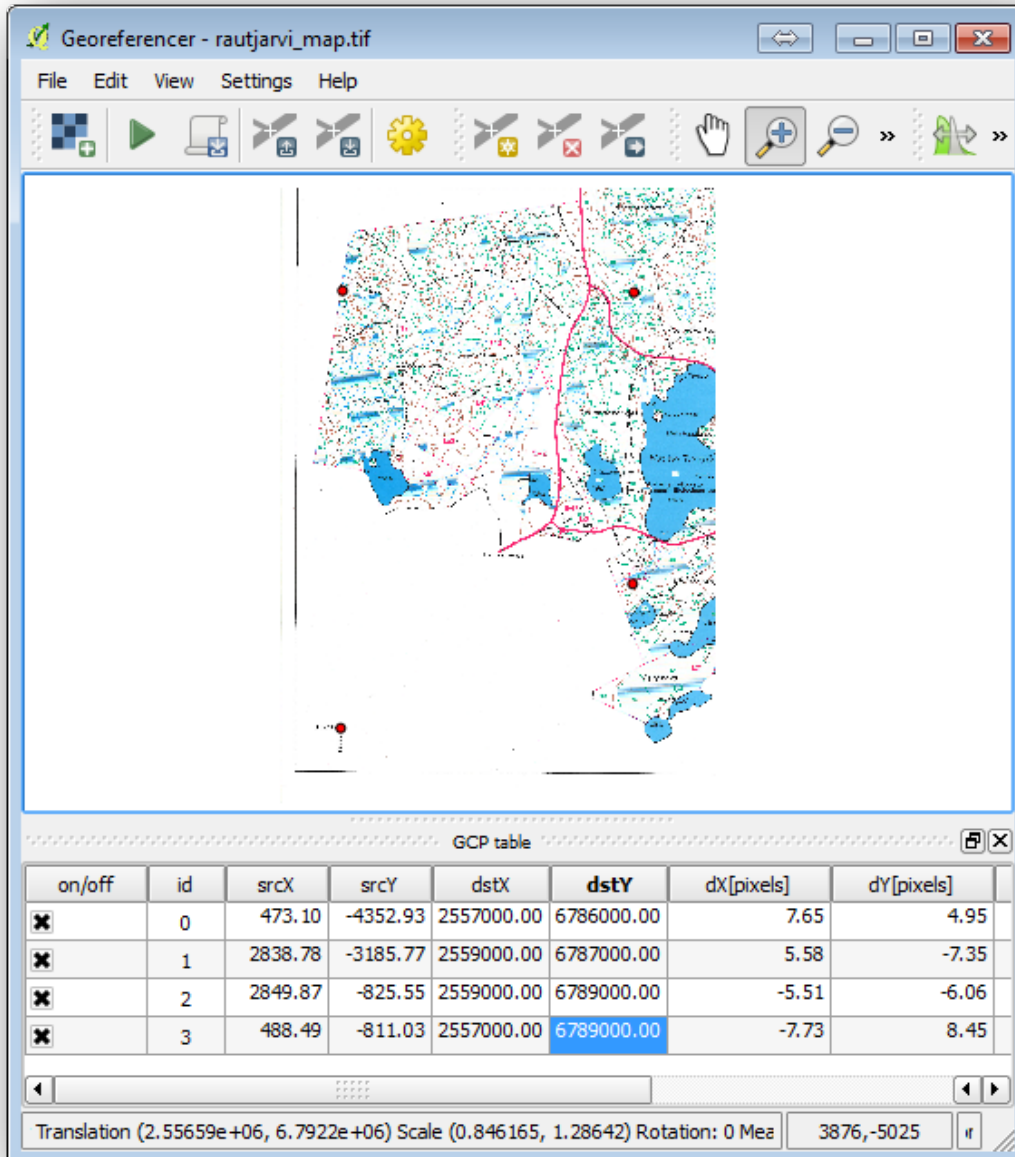 Georeferencer - rautjarvi_map.tif
File Edit View Settings Help
» »
GCP table
on/off id srcX srcY dstX dstY dX[pixels] dY[pixels]
0 473.10 -4352.93 2557000.00 6786000.00 7.65 4.95
1 2838.78 -3185.77 2559000.00 6787000.00 5.58 -7.35
2 2849.87 -825.55 2559000.00 6789000.00 -5.51 -6.06
3 488.49 -811.03 2557000.00 6789000.00 -7.73 8.45
Translation (2.55659e+06, 6.7922e+06) Scale (0.846165, 1.28642) Rotation: 0 Mea 3876,-5025